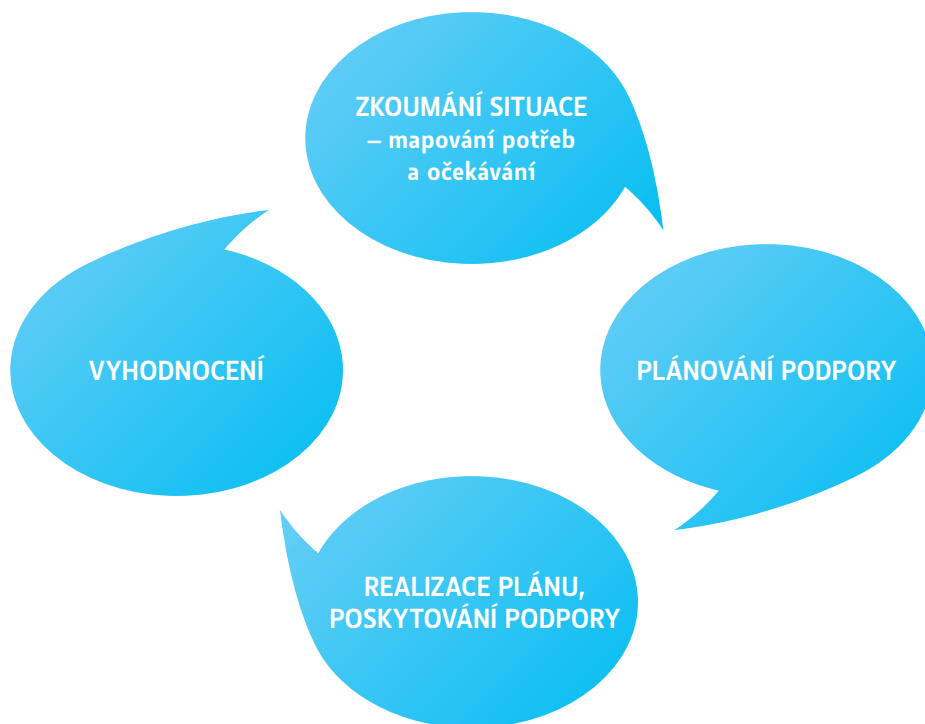 ZKOUMÁNÍ SITUACE
– mapování potřeb
a očekávání
VYHODNOCENÍ
PLÁNOVÁNÍ PODPORY
REALIZACE PLÁNU,
POSKYTOVÁNÍ PODPORY